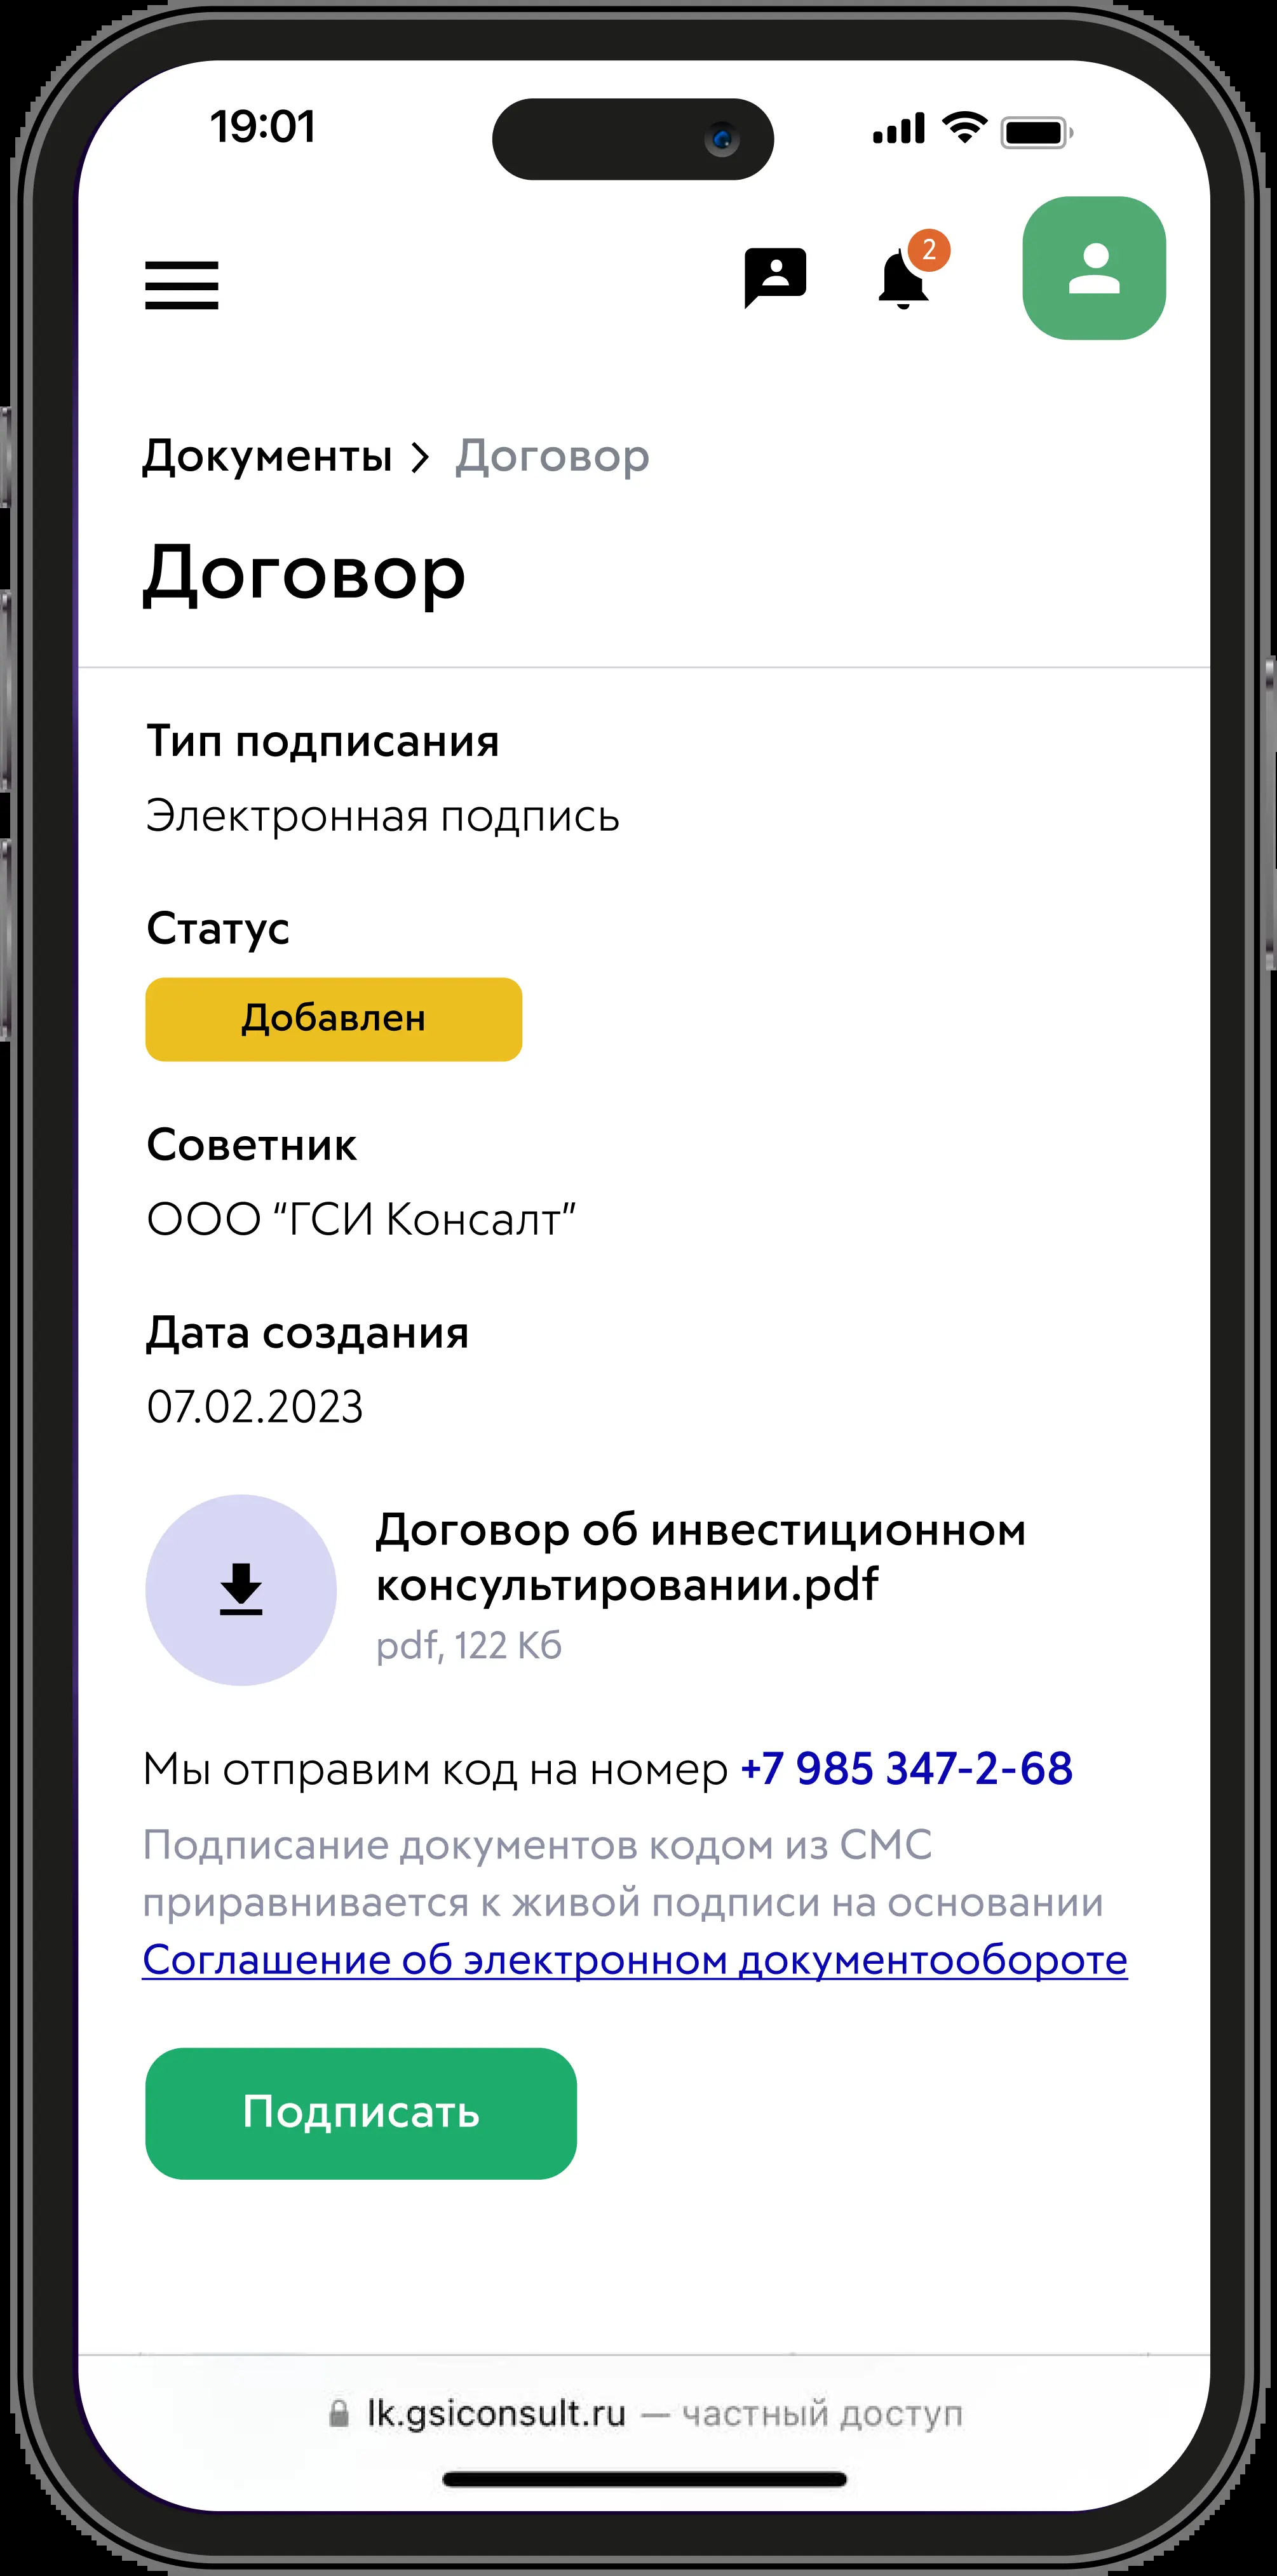 19:01
2
Документы > Договор
Договор
Тип подписания
Электронная подпись
Статус
Добавлен
Советник
ООО “ГСИ Консалт”
Дата создания
07.02.2023
Договор об инвестиционном
консультировании.pdf
pdf, 122 Кб
Мы отправим код на номер +7 985 347-2-68
Подписание документов кодом из СМС
приравнивается к живой подписи на основании
Соглашение об электронном документообороте
Подписать
lk.gsiconsult.ru — частный доступ